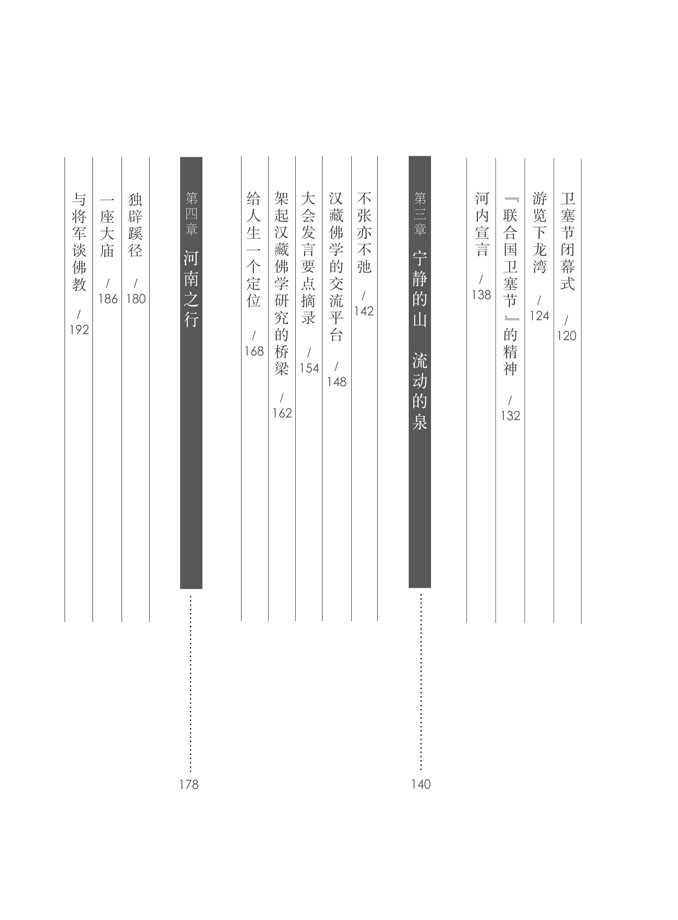 卫塞节闭幕式 / 120
游览下龙湾 / 124
『联合国卫塞节』的精神 / 132
河内宣言 / 138
第三章 宁静的山 流动的泉 140
不张亦不弛 / 142
汉藏佛学的交流平台 / 148
大会发言要点摘录 / 154
架起汉藏佛学研究的桥梁 / 162
给人生一个定位 / 168
第四章 河南之行 178
独辟蹊径 / 180
一座大庙 / 186
与将军谈佛教 / 192